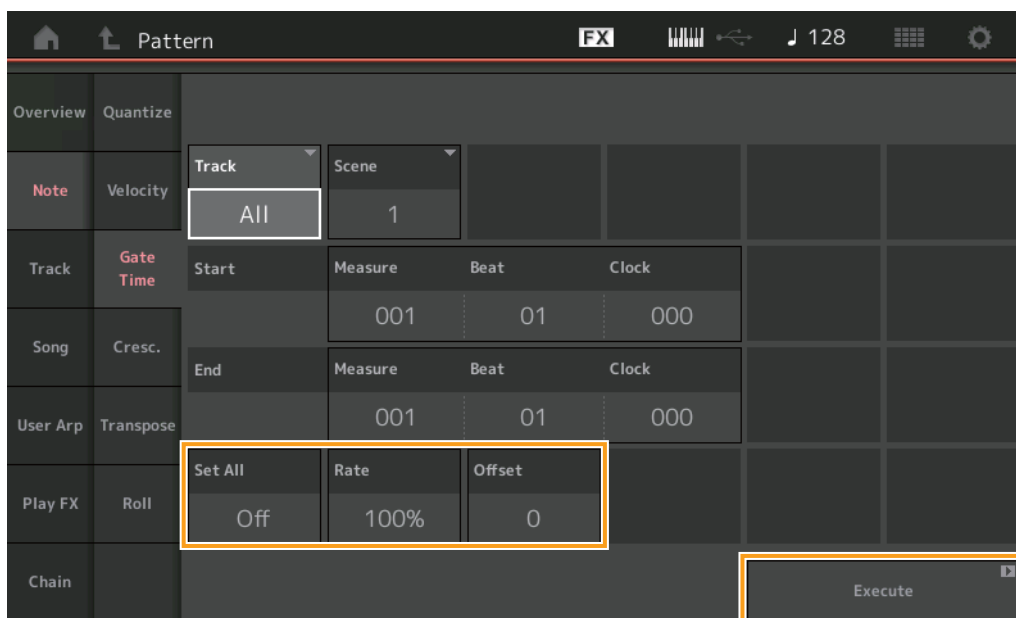 Pattern FX 128
Overview Quantize
Track Scene
Note Velocity
All 1
Track Gate Time Start Measure Beat Clock
001 01 000
Song Cresc. End Measure Beat Clock
User Arp Transpose 001 01 000
Set All Rate Offset
Play FX Roll Off 100% 0
Chain Execute